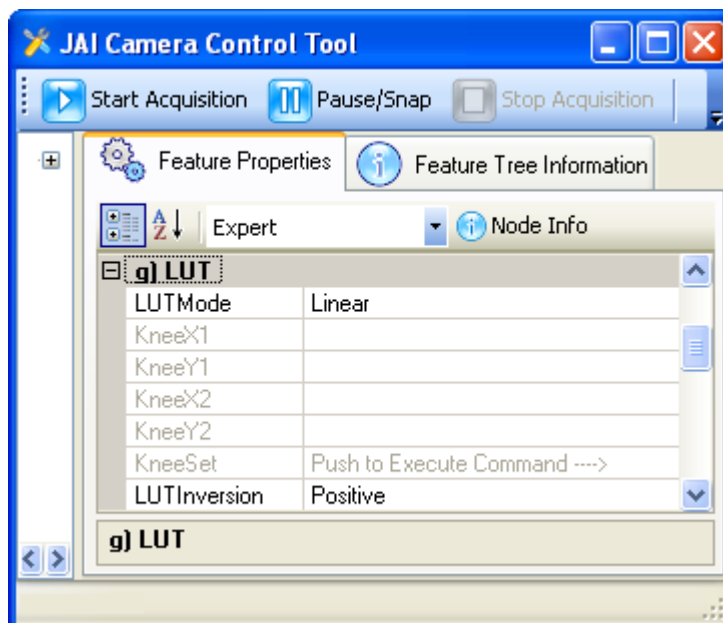 JAI Camera Control Tool
Start Acquisition Pause/Snap Stop Acquisition
Feature Properties Feature Tree Information
A Z Expert Node Info
g) LUT
LUTMode Linear
KneeX1
KneeY1
KneeX2
KneeY2
KneeSet Push to Execute Command ---->
LUTInversion Positive
g) LUT